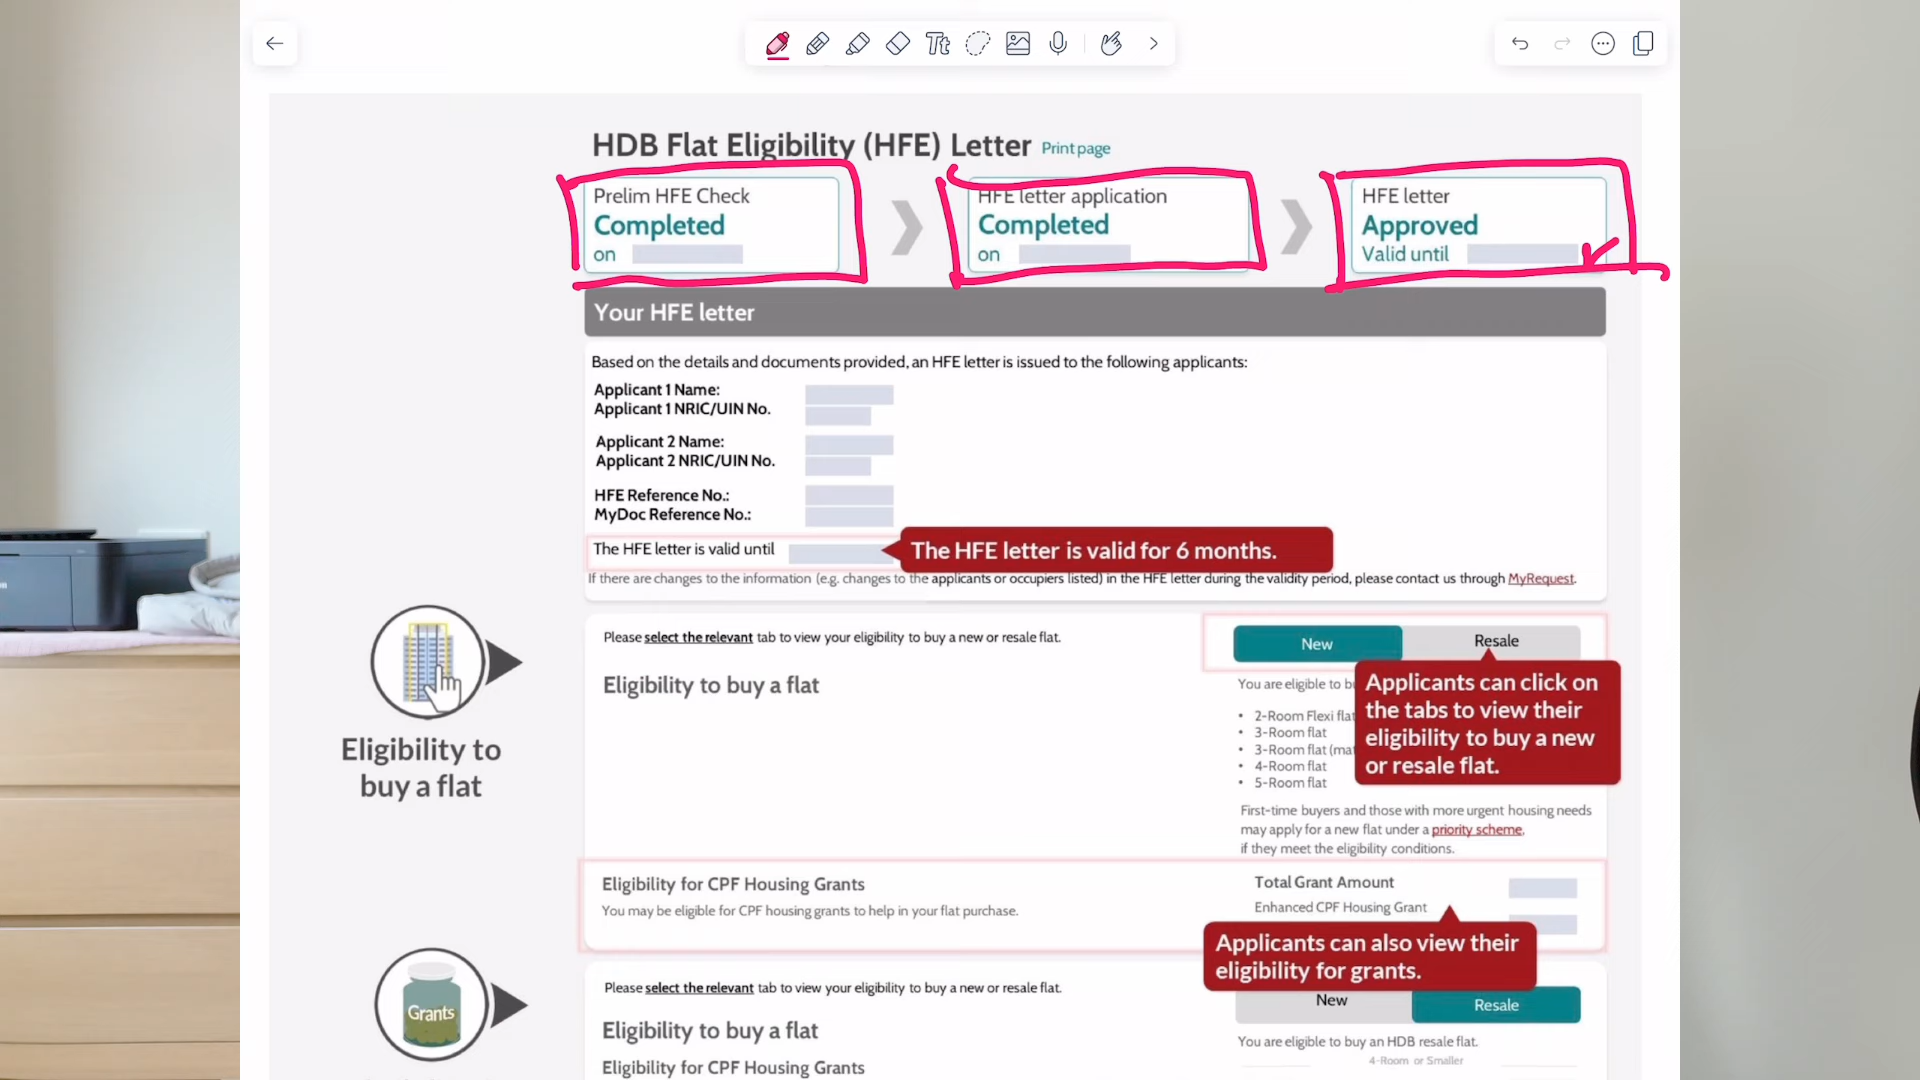 HDB Flat Eligibility (HFE) Letter Print page
Prelim HFE Check
Completed
on
HFE letter application
Completed
on
HFE letter
Approved
Valid until
Your HFE letter
Based on the details and documents provided, an HFE letter is issued to the following applicants:
Applicant 1 Name:
Applicant 1 NRIC/UIN No.
Applicant 2 Name:
Applicant 2 NRIC/UIN No.
HFE Reference No.:
MyDoc Reference No.:
The HFE letter is valid until
The HFE letter is valid for 6 months.
If there are changes to the information (e.g. changes to the applicants or occupiers listed) in the HFE letter during the validity period, please contact us through MyRequest.
Please select the relevant tab to view your eligibility to buy a new or resale flat.
New
Resale
Eligibility to buy a flat
Eligibility to
buy a flat
You are eligible to
2-Room Flexi
3-Room flat
3-Room flat
4-Room flat
5-Room flat
Applicants can click on
the tabs to view their
eligibility to buy a new
or resale flat.
First-time buyers and those with more urgent housing needs
may apply for a new flat under a priority scheme,
if they meet the eligibility conditions.
Eligibility for CPF Housing Grants
You may be eligible for CPF housing grants to help in your flat purchase.
Total Grant Amount
Enhanced CPF Housing Grant
Applicants can also view their
eligibility for grants.
Please select the relevant tab to view your eligibility to buy a new or resale flat.
New
Resale
Grants
Eligibility to buy a flat
You are eligible to buy an HDB resale flat.
4-Room or Smaller
Eligibility for CPF Housing Grants